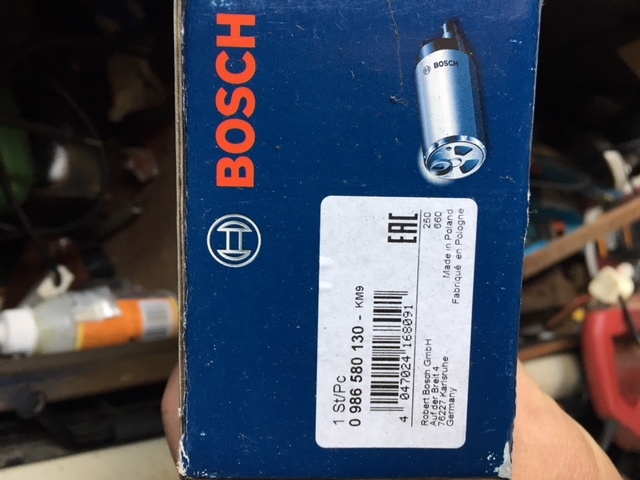 BOSCH
BOSCH
1 St/Pc
0 986 580 130 - KM9
4 047024 168091
EAC
Robert Bosch GmbH
Auf der Breit 4
76227 Karlsruhe
Germany
250
660
Made in Poland
Fabriqué en Pologne